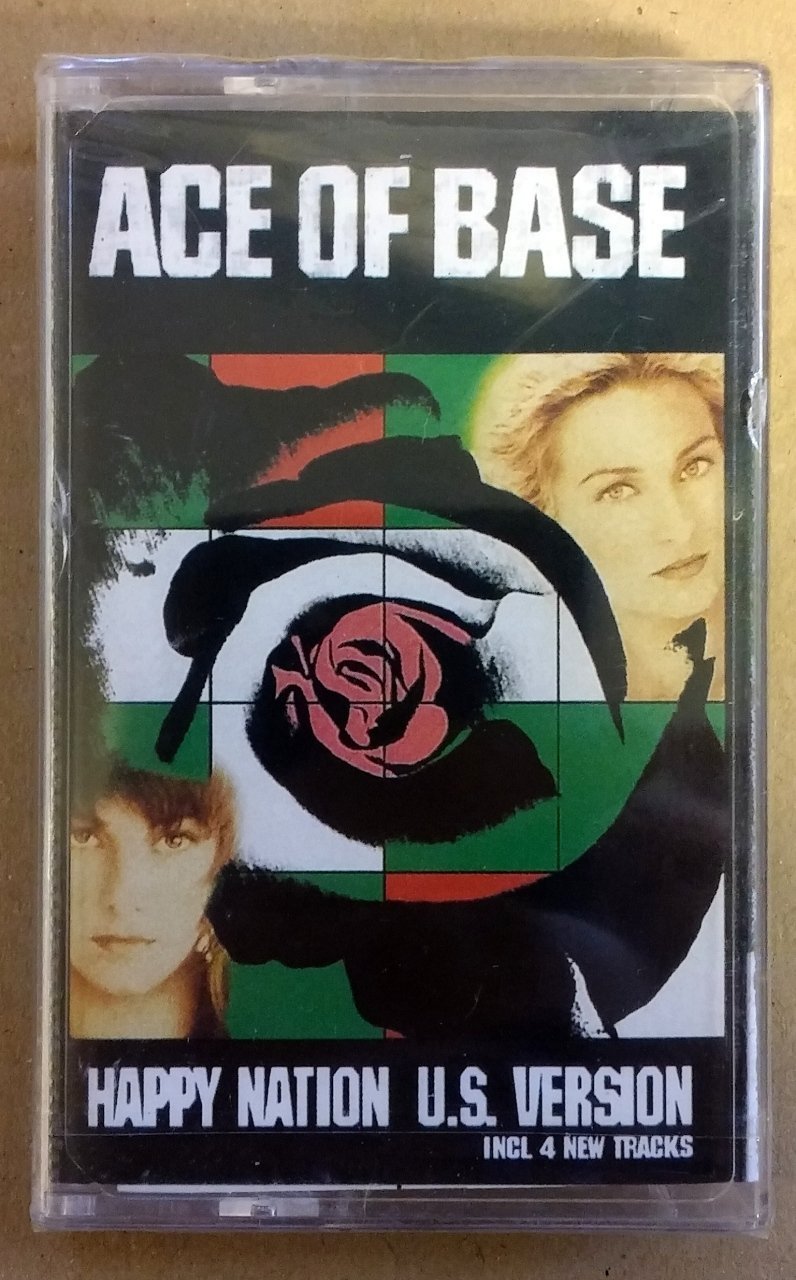 ACE OF BASE
HAPPY NATION U.S. VERSION
INCL 4 NEW TRACKS